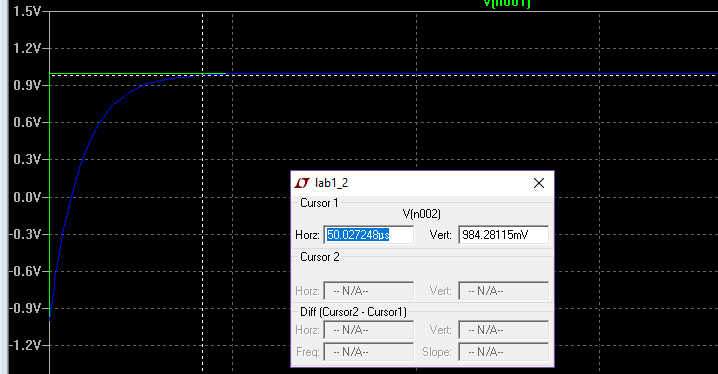 V(n001)
1.5V
1.2V
0.9V
0.6V
0.3V
0.0V
-0.3V
-0.6V
-0.9V
-1.2V
lab1_2
Cursor 1
V(n002)
Horz: 50.027248µs Vert: 984.28115mV
Cursor 2
Horz: -- N/A-- Vert: -- N/A--
Diff (Cursor2 - Cursor1)
Horz: -- N/A-- Vert: -- N/A--
Freq: -- N/A-- Slope: -- N/A--